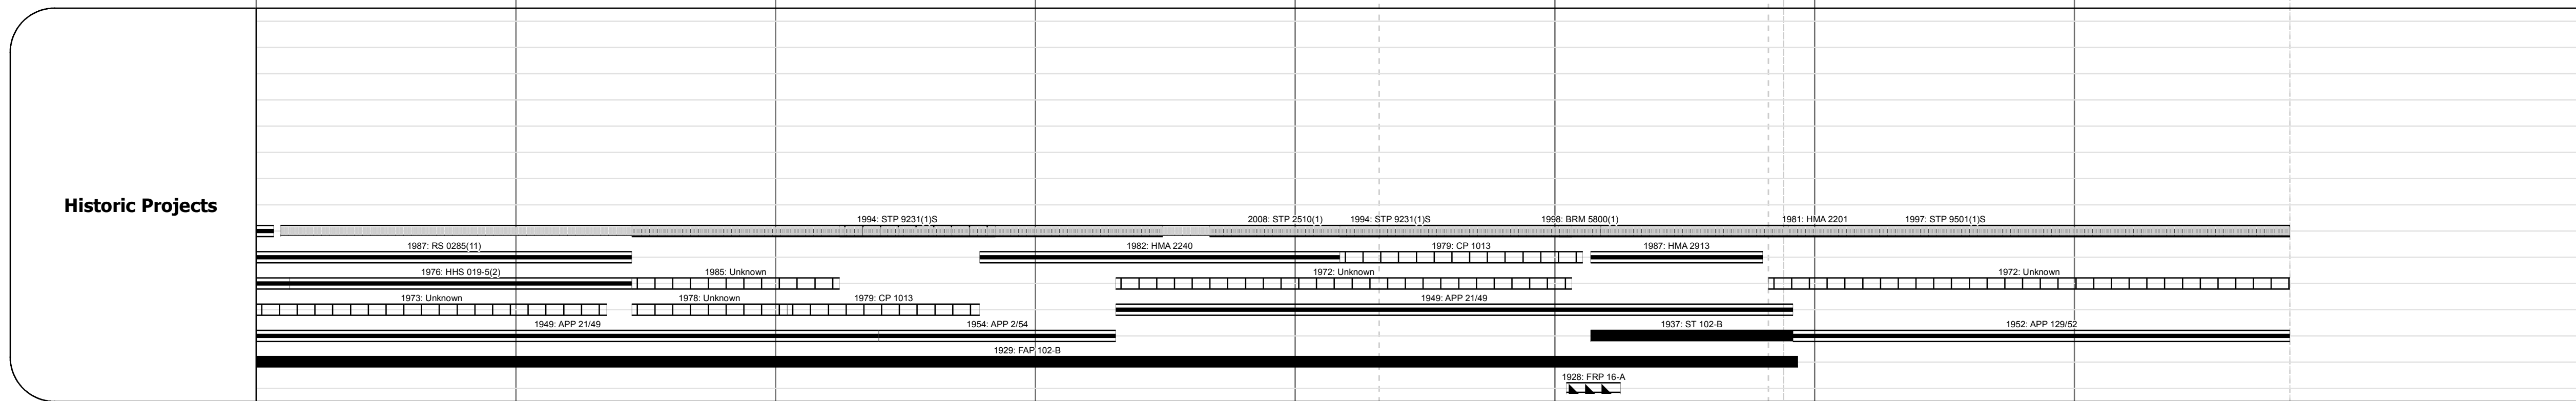 Historic Projects
1994: STP 9231(1)S 2008: STP 2510(1) 1994: STP 9231(1)S 1998: BRM 5800(1) 1981: HMA 2201 1997: STP 9501(1)S
1987: RS 0285(11) 1982: HMA 2240 1979: CP 1013 1987: HMA 2913
1976: HHS 019-5(2) 1985: Unknown 1972: Unknown 1972: Unknown
1973: Unknown 1978: Unknown 1979: CP 1013 1949: APP 21/49
1949: APP 21/49 1954: APP 2/54 1937: ST 102-B 1952: APP 129/52
1929: FAP 102-B
1928: FRP 16-A